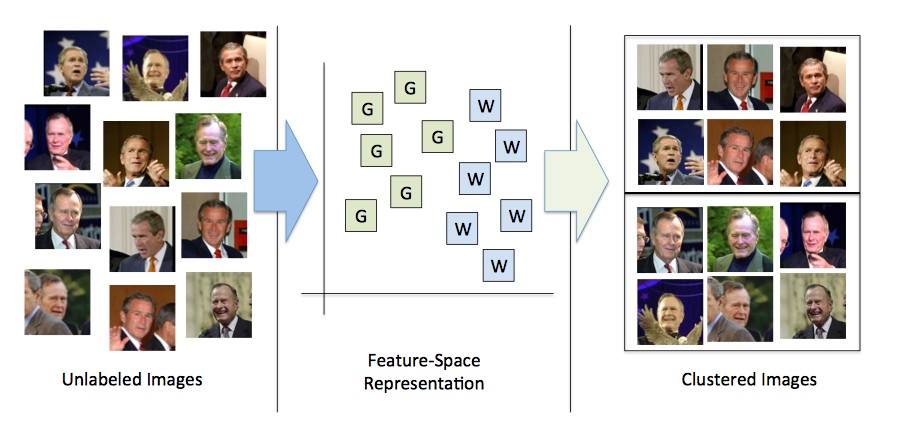 G
G
G
G
G
G
W
W
W
W
W
W
Unlabeled Images
Feature-Space
Representation
Clustered Images